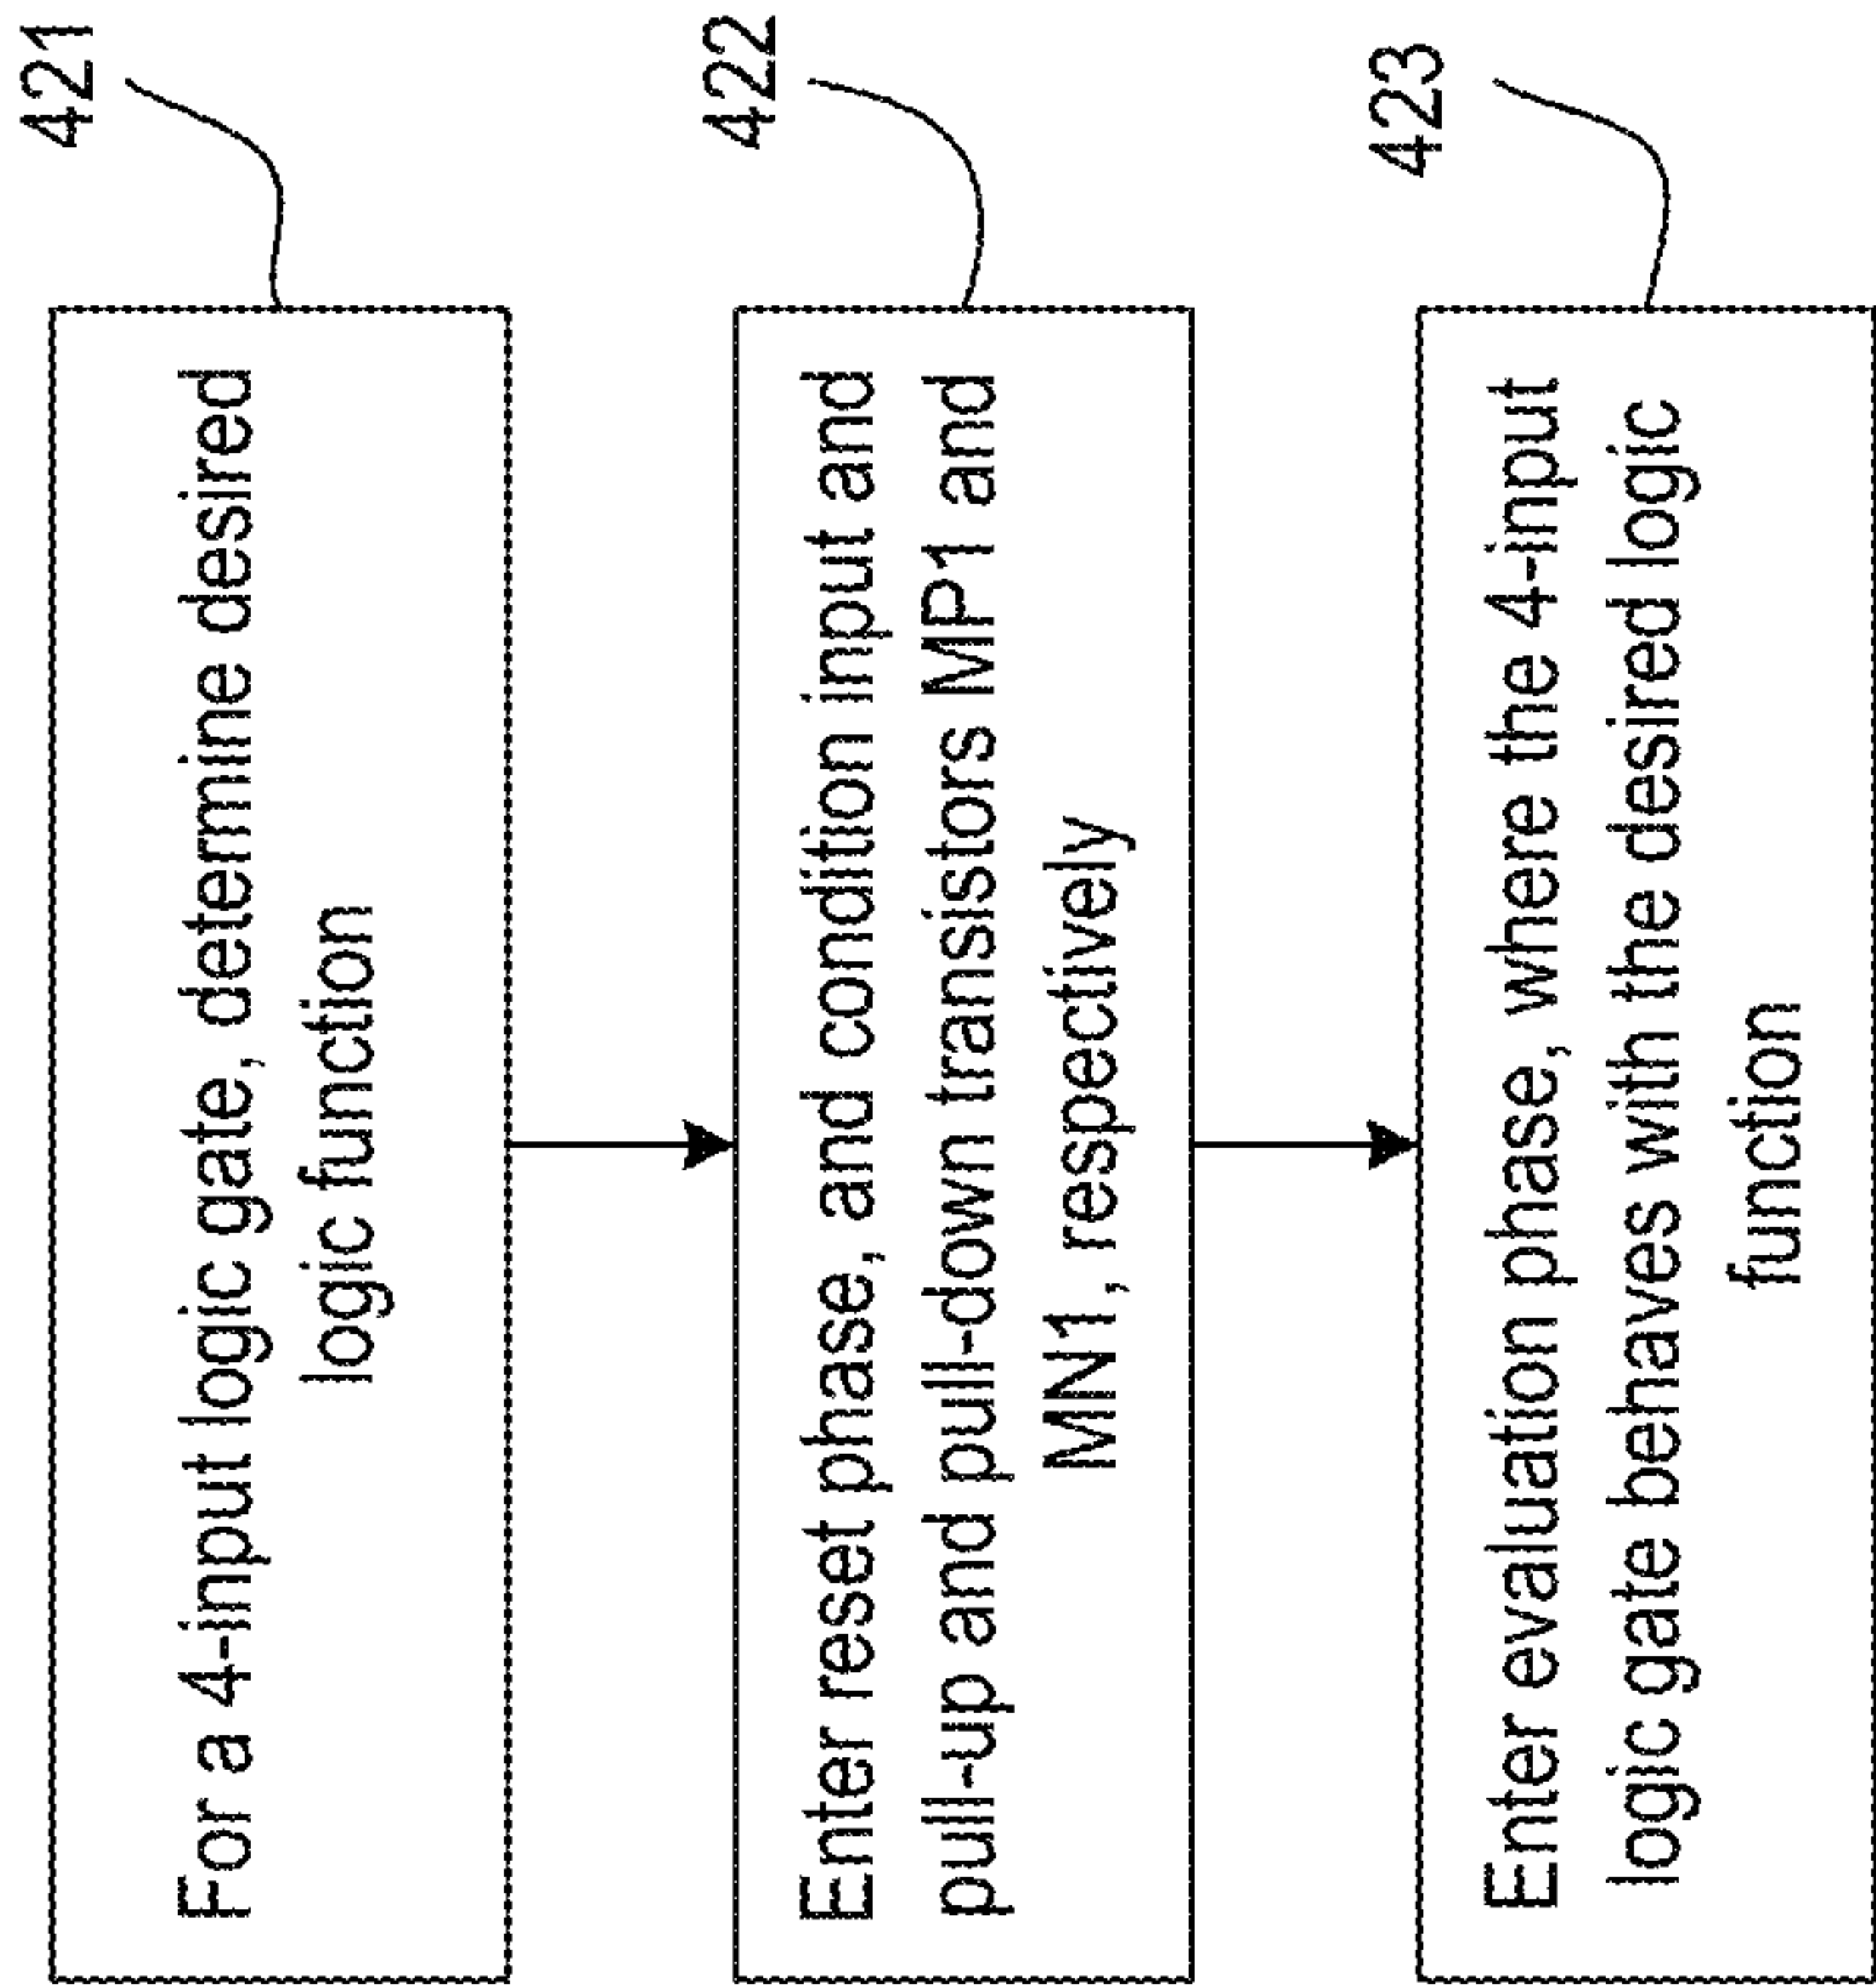 421
For a 4-input logic gate, determine desired
logic function
422
Enter reset phase, and condition input and
pull-up and pull-down transistors MP1 and
MN1, respectively
423
Enter evaluation phase, where the 4-input
logic gate behaves with the desired logic
function